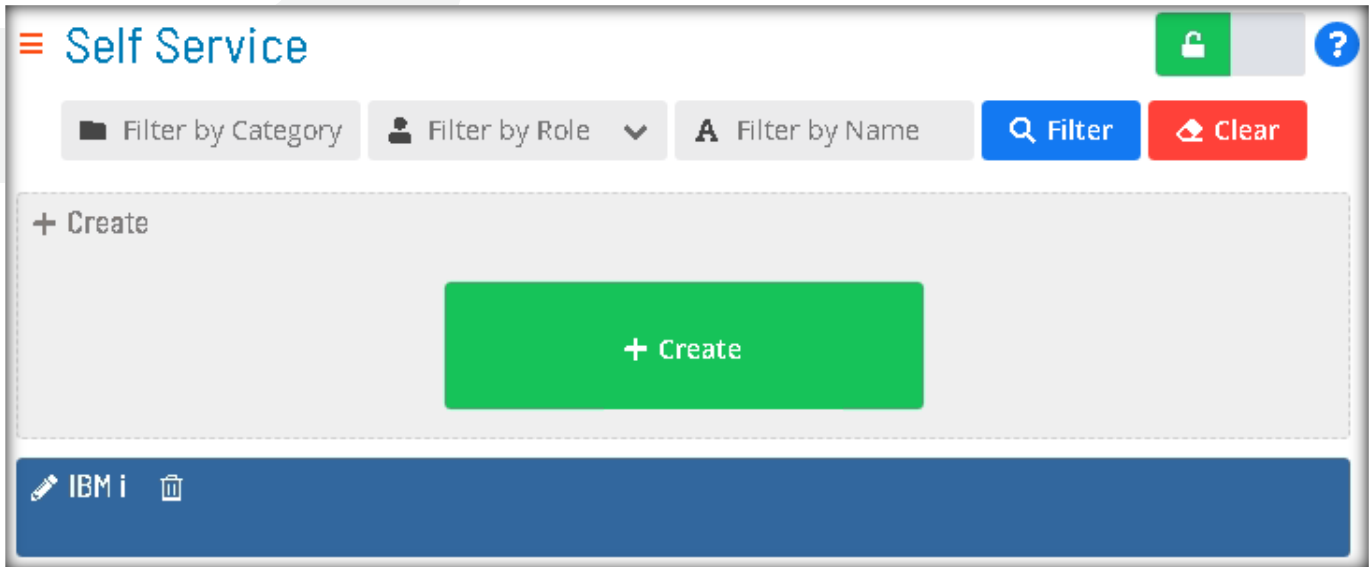 Self Service ?
Filter by Category Filter by Role A Filter by Name Filter Clear
+ Create
+ Create
IBM i